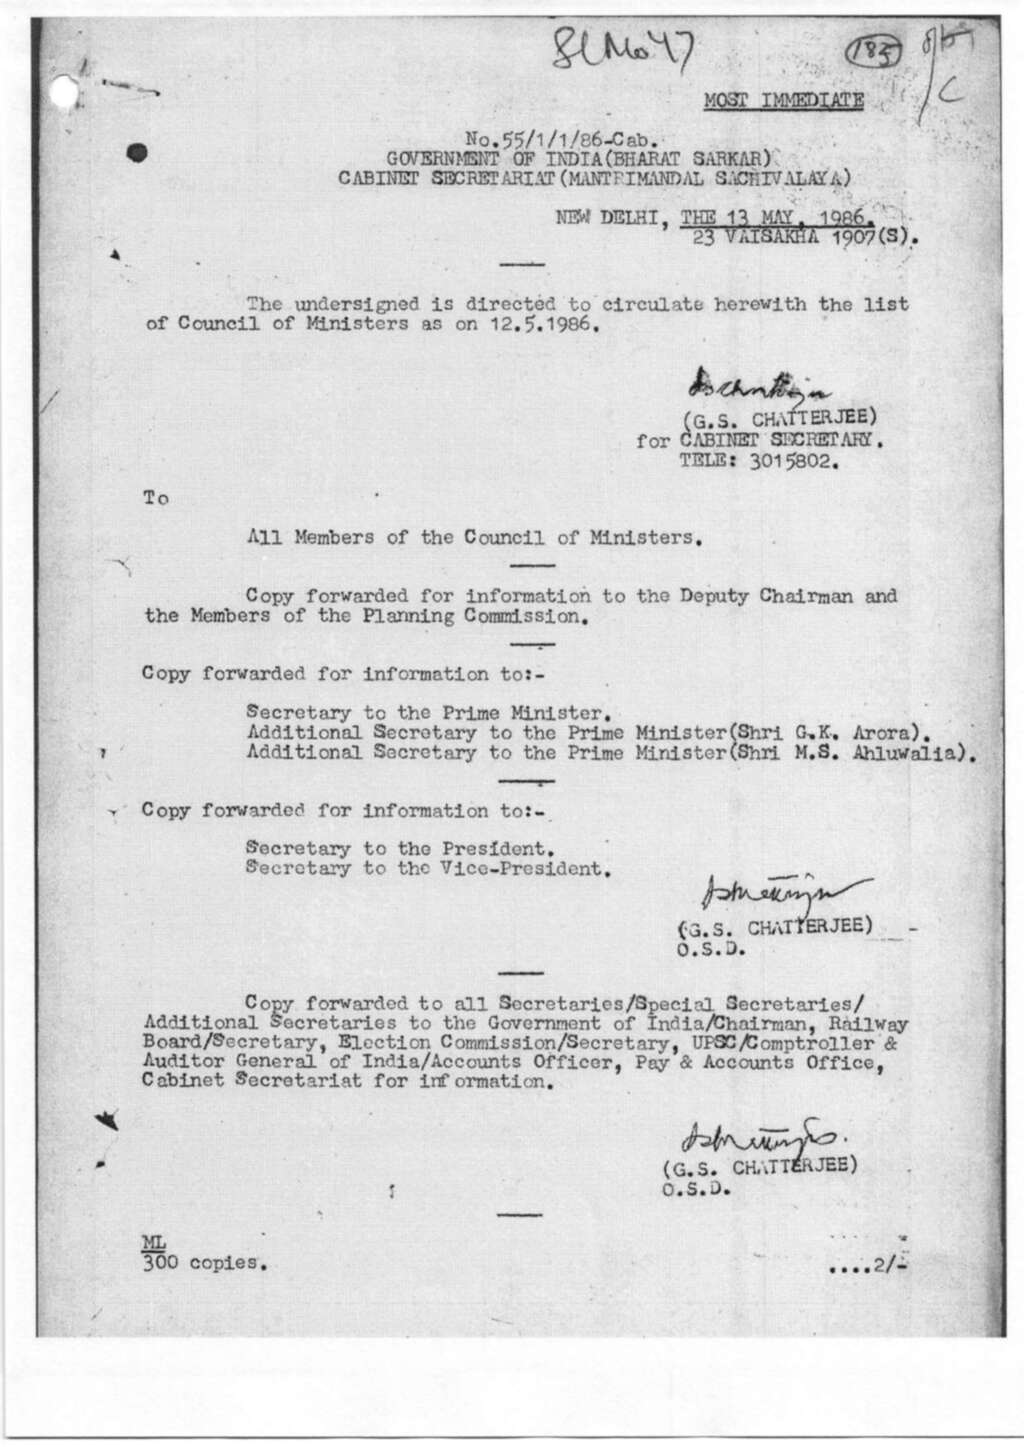 Sl No 47
185
MOST IMMEDIATE
No.55/1/1/86-Cab.
GOVERNMENT OF INDIA(BHARAT SARKAR)
CABINET SECRETARIAT(MANTRIMANDAL SACHIVALAYA)
NEW DELHI, THE 13 MAY, 1986.
23 VAISAKHA 1907(S).
The undersigned is directed to circulate herewith the list
of Council of Ministers as on 12.5.1986.
(G.S. CHATTERJEE)
for CABINET SECRETARY.
TELE: 3015802.
To
All Members of the Council of Ministers.
Copy forwarded for information to the Deputy Chairman and
the Members of the Planning Commission.
Copy forwarded for information to:-
Secretary to the Prime Minister.
Additional Secretary to the Prime Minister(Shri G.K. Arora).
Additional Secretary to the Prime Minister(Shri M.S. Ahluwalia).
Copy forwarded for information to:-
Secretary to the President.
Secretary to the Vice-President.
(G.S. CHATTERJEE)
O.S.D.
Copy forwarded to all Secretaries/Special Secretaries/
Additional Secretaries to the Government of India/Chairman, Railway
Board/Secretary, Election Commission/Secretary, UPSC/Comptroller &
Auditor General of India/Accounts Officer, Pay & Accounts Office,
Cabinet Secretariat for information.
(G.S. CHATTERJEE)
O.S.D.
ML
300 copies.
....2/-